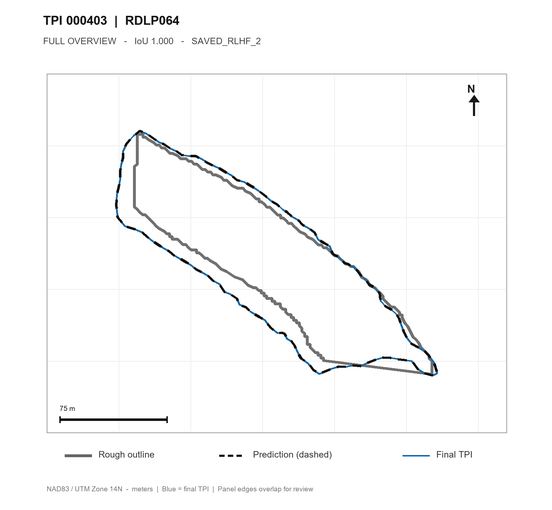 TPI 000403 | RDLP064
FULL OVERVIEW - IoU 1.000 - SAVED_RLHF_2
N
75 m
Rough outline
Prediction (dashed)
Final TPI
NAD83 / UTM Zone 14N - meters | Blue = final TPI | Panel edges overlap for review